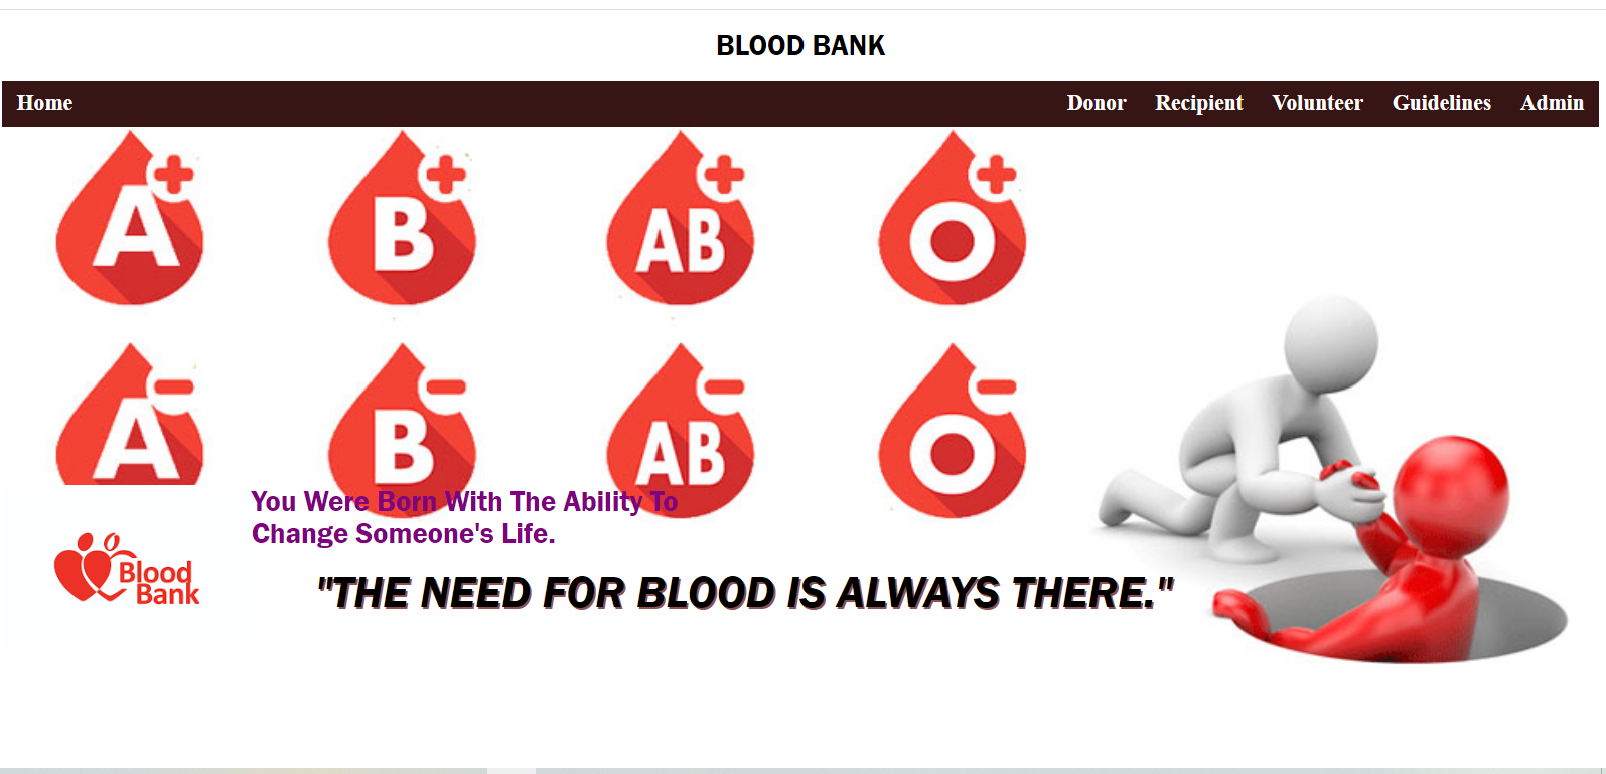 BLOOD BANK
Home Donor Recipient Volunteer Guidelines Admin
A+ B+ AB+ O+
A- B- AB- O-
You Were Born With The Ability To
Change Someone's Life.
Blood
Bank
"THE NEED FOR BLOOD IS ALWAYS THERE."